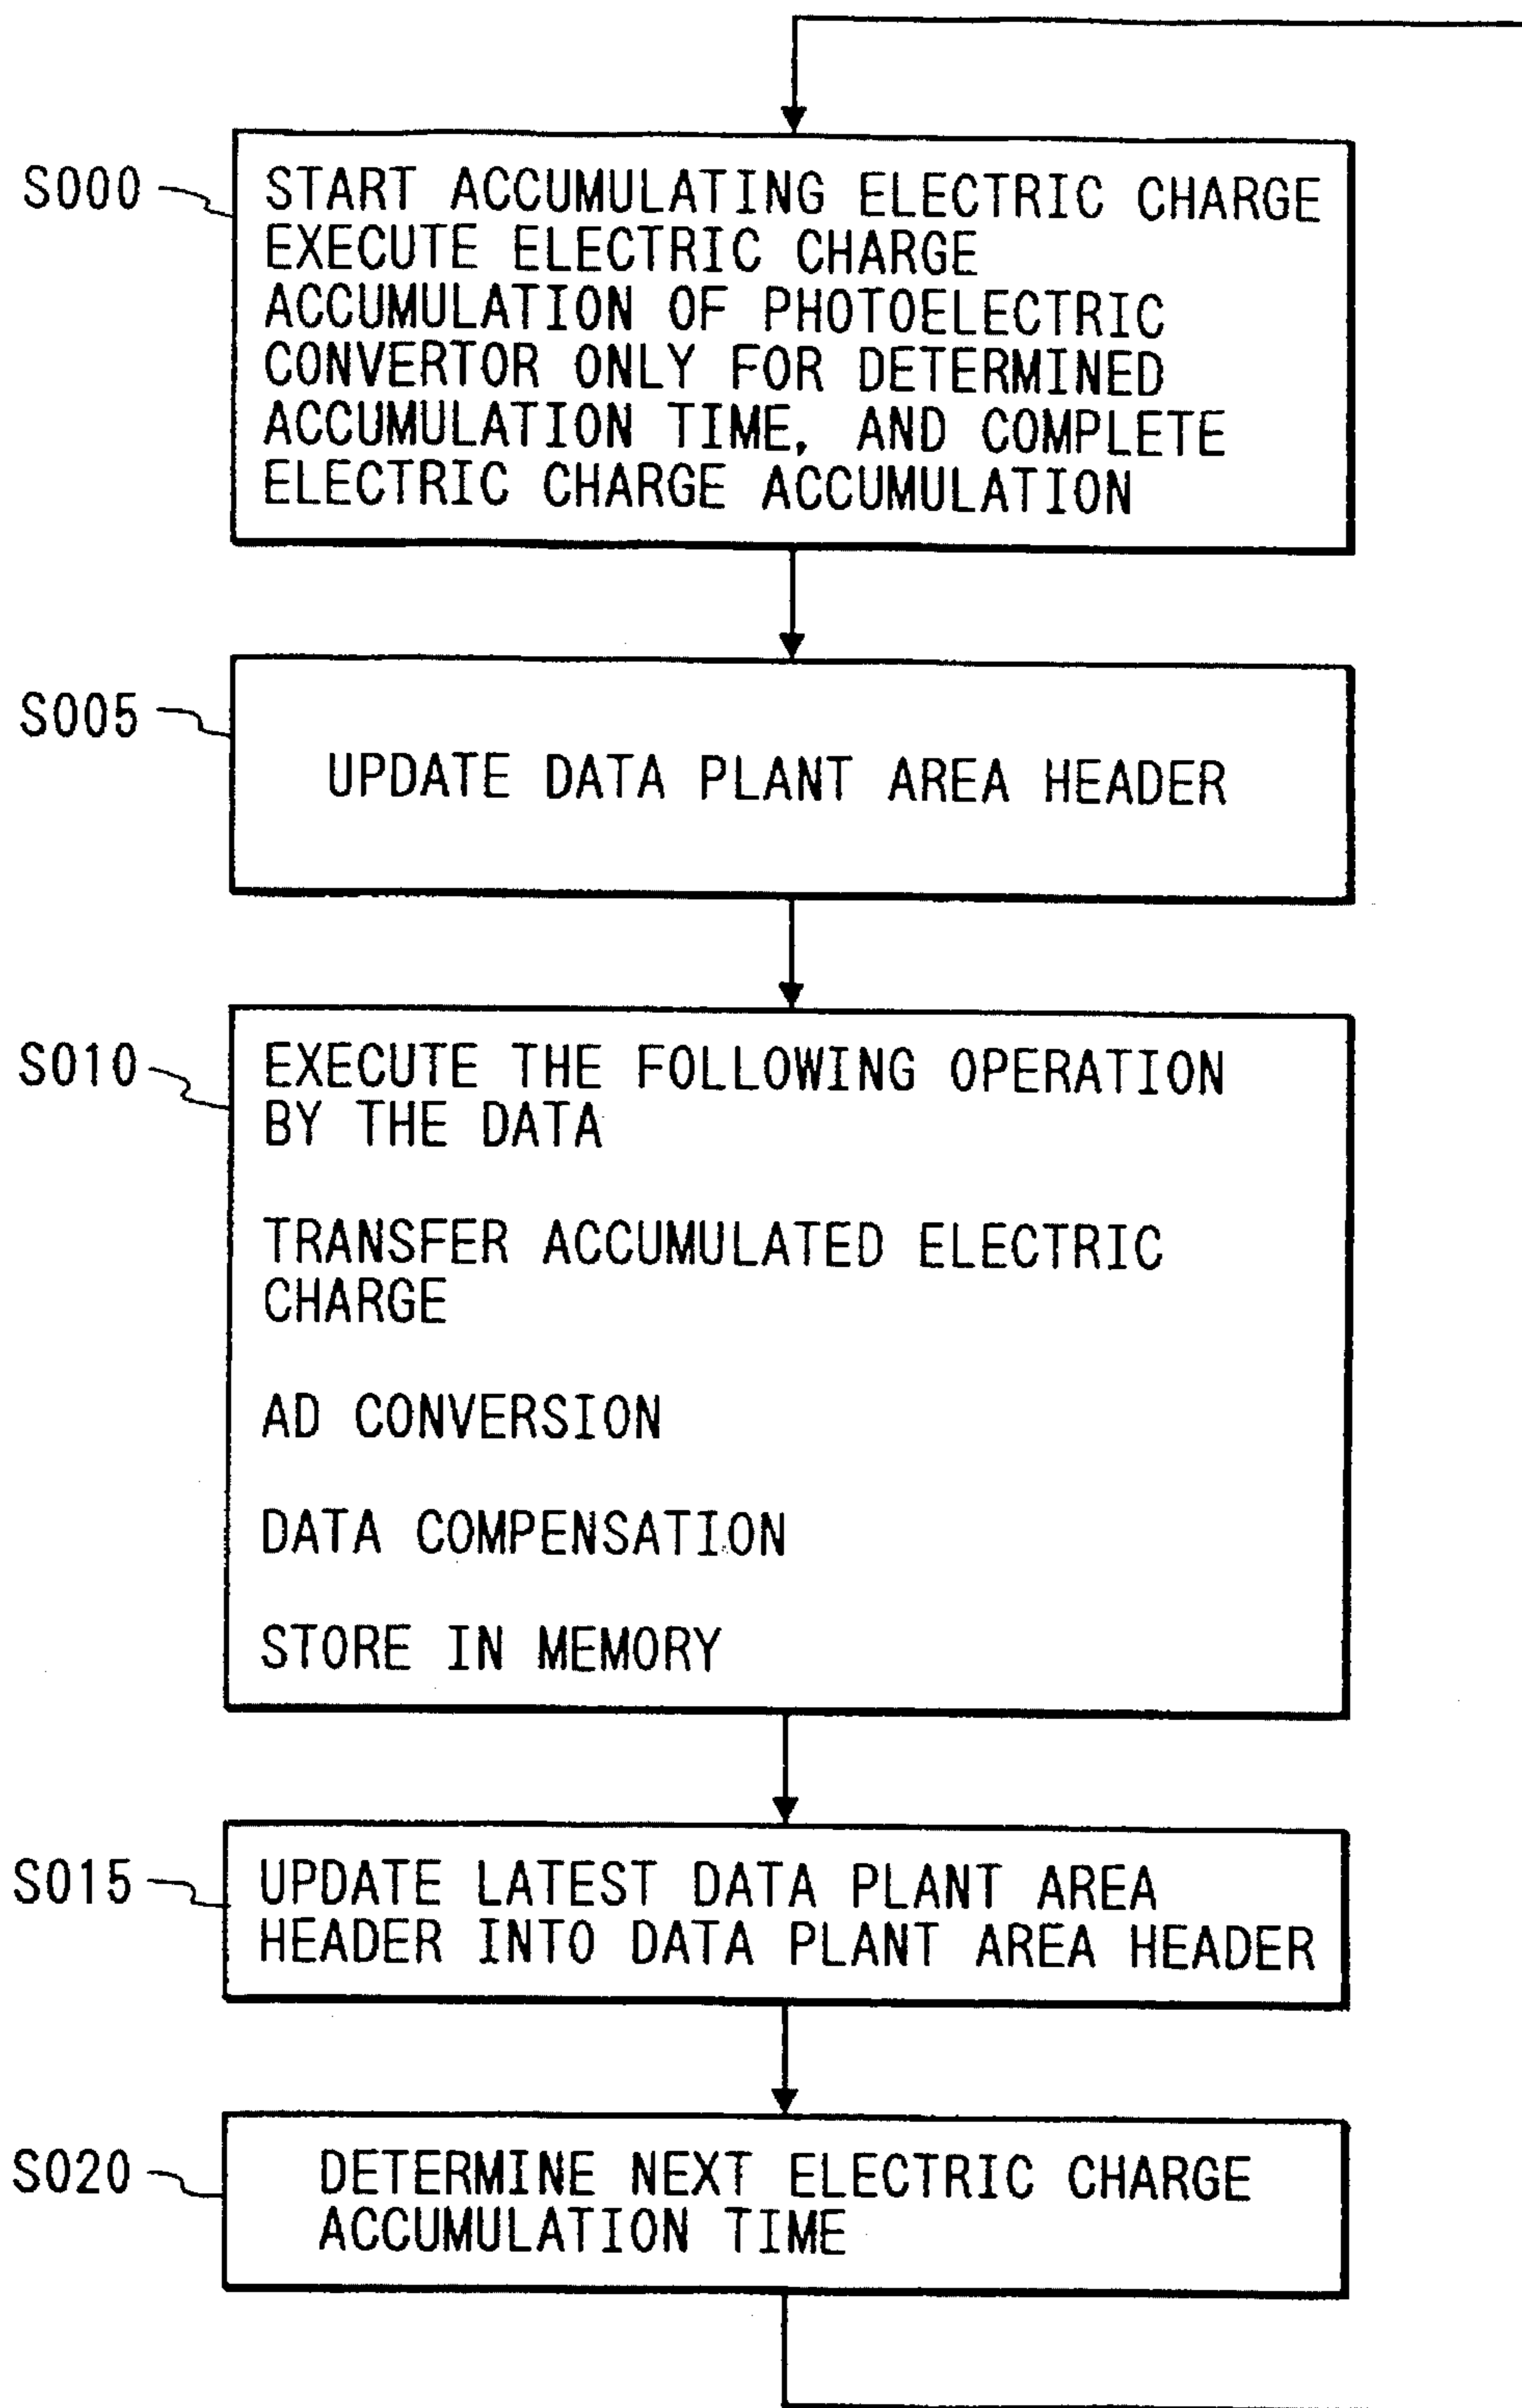 S000
START ACCUMULATING ELECTRIC CHARGE
EXECUTE ELECTRIC CHARGE
ACCUMULATION OF PHOTOELECTRIC
CONVERTOR ONLY FOR DETERMINED
ACCUMULATION TIME, AND COMPLETE
ELECTRIC CHARGE ACCUMULATION
S005
UPDATE DATA PLANT AREA HEADER
S010
EXECUTE THE FOLLOWING OPERATION
BY THE DATA
TRANSFER ACCUMULATED ELECTRIC
CHARGE
AD CONVERSION
DATA COMPENSATION
STORE IN MEMORY
S015
UPDATE LATEST DATA PLANT AREA
HEADER INTO DATA PLANT AREA HEADER
S020
DETERMINE NEXT ELECTRIC CHARGE
ACCUMULATION TIME